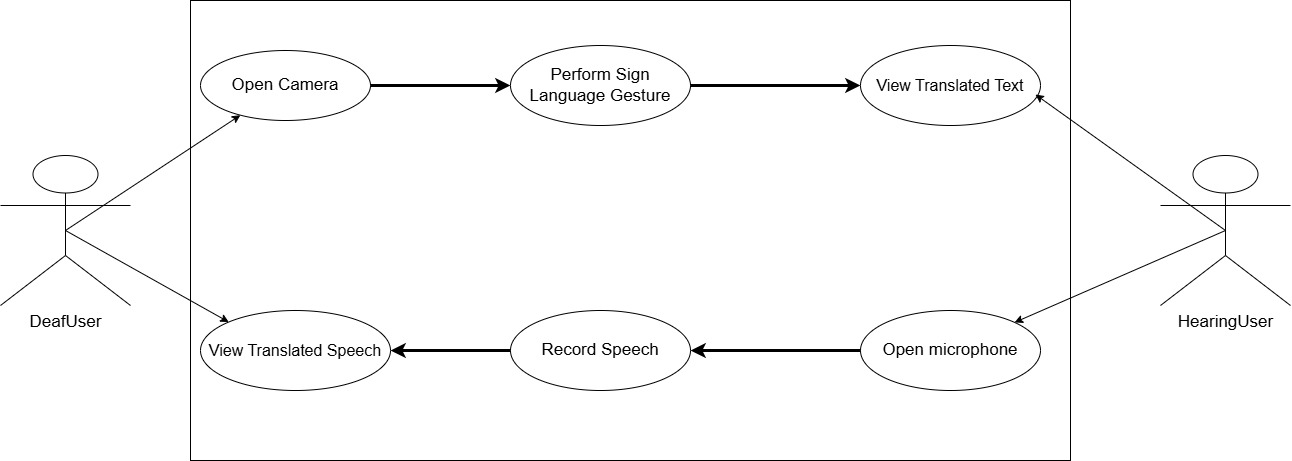 Open Camera
Perform Sign
Language Gesture
View Translated Text
DeafUser
HearingUser
View Translated Speech
Record Speech
Open microphone